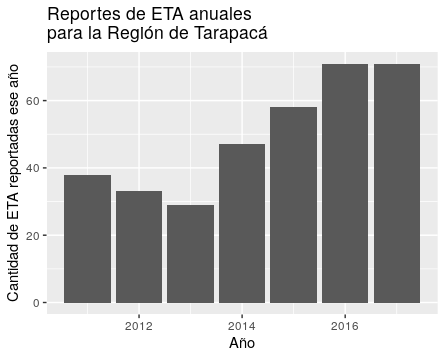 Reportes de ETA anuales
para la Región de Tarapacá
Cantidad de ETA reportadas ese año
60
40
20
0
2012
2014
2016
Año